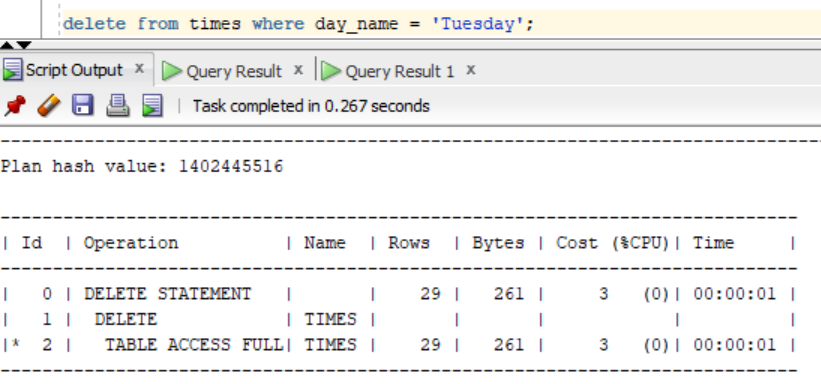 delete from times where day_name = 'Tuesday';
Script Output x Query Result x Query Result 1 x
Task completed in 0.267 seconds
--------------------------------------------------------------------------------
Plan hash value: 1402445516
----------------------------------------------------------------------------
| Id  | Operation          | Name  | Rows  | Bytes | Cost (%CPU)| Time     |
----------------------------------------------------------------------------
|   0 | DELETE STATEMENT   |       |    29 |   261 |     3   (0)| 00:00:01 |
|   1 |  DELETE            | TIMES |       |       |            |          |
|*  2 |   TABLE ACCESS FULL| TIMES |    29 |   261 |     3   (0)| 00:00:01 |
----------------------------------------------------------------------------